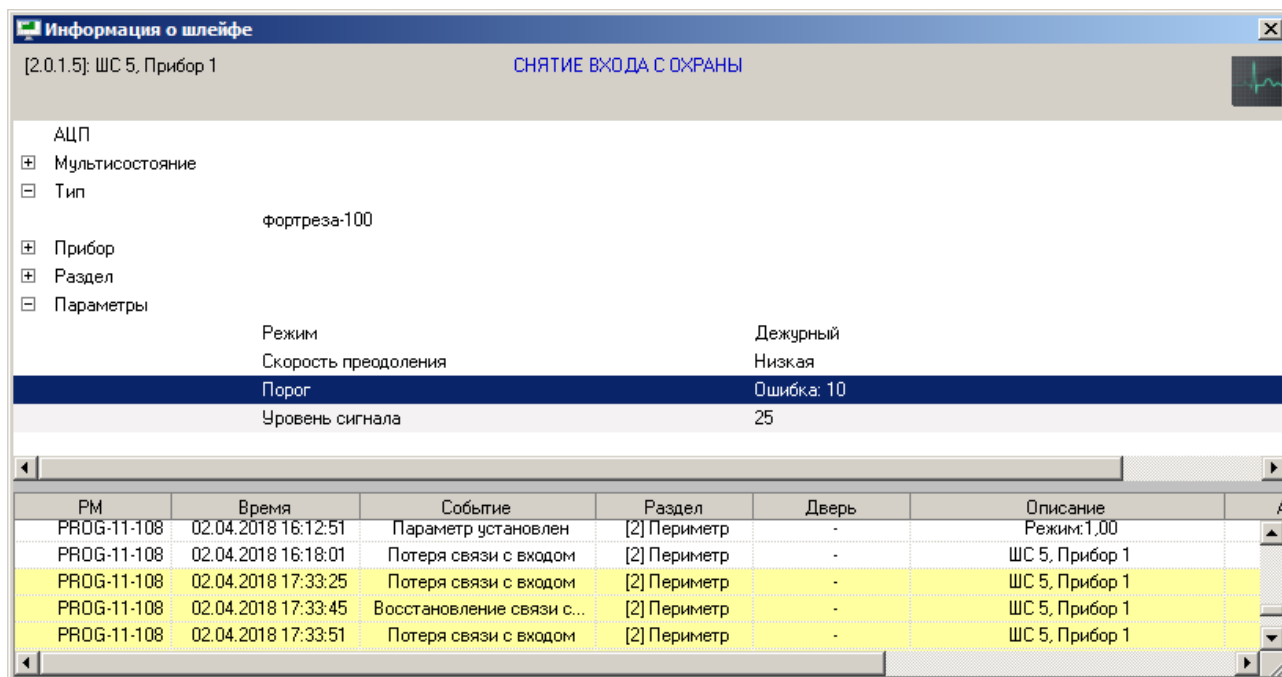 Информация о шлейфе
[2.0.1.5]: ШС 5, Прибор 1 СНЯТИЕ ВХОДА С ОХРАНЫ
АЦП
Мультисостояние
Тип
фортреза-100
Прибор
Раздел
Параметры
Режим Дежурный
Скорость преодоления Низкая
Порог Ошибка: 10
Уровень сигнала 25
РМ Время Событие Раздел Дверь Описание
PROG-11-108 02.04.2018 16:12:51 Параметр установлен [2] Периметр - Режим:1,00
PROG-11-108 02.04.2018 16:18:01 Потеря связи с входом [2] Периметр - ШС 5, Прибор 1
PROG-11-108 02.04.2018 17:33:25 Потеря связи с входом [2] Периметр - ШС 5, Прибор 1
PROG-11-108 02.04.2018 17:33:45 Восстановление связи с... [2] Периметр - ШС 5, Прибор 1
PROG-11-108 02.04.2018 17:33:51 Потеря связи с входом [2] Периметр - ШС 5, Прибор 1